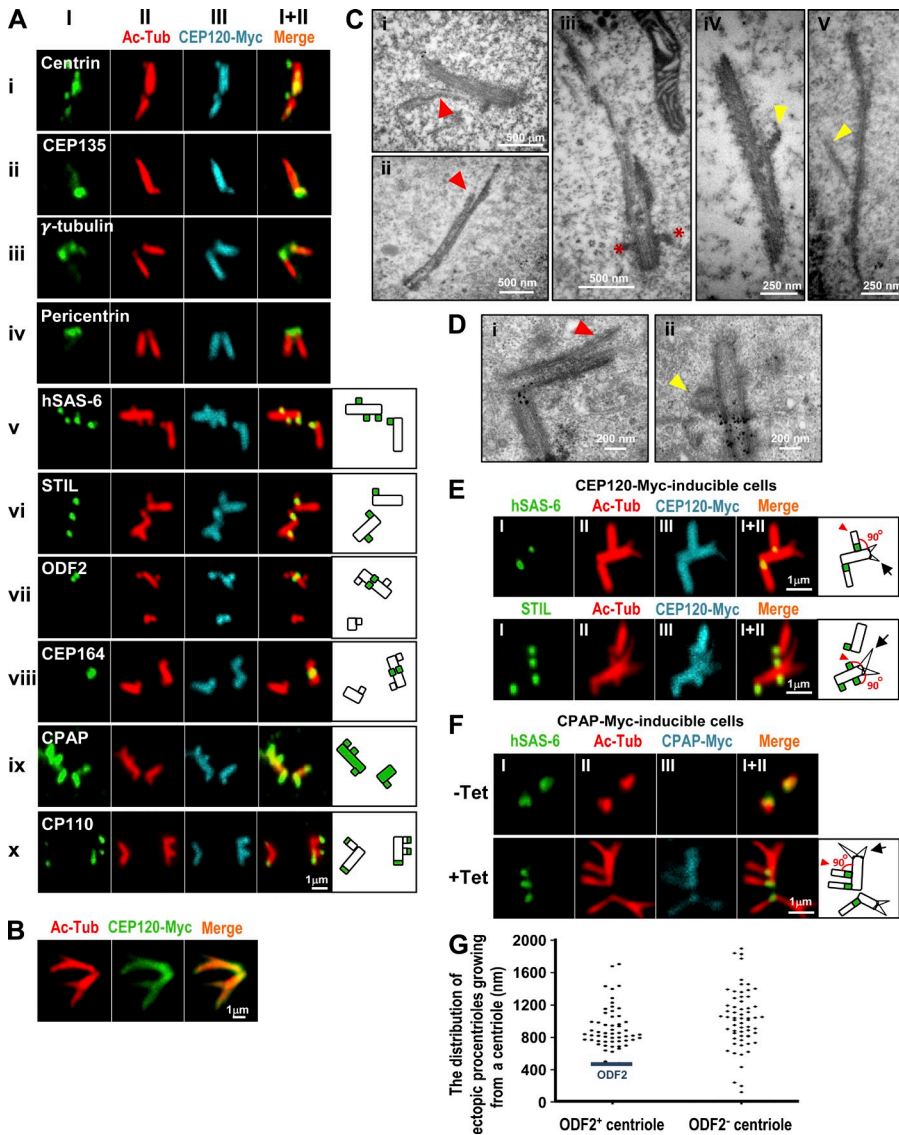 A
I II III I+II
Ac-Tub CEP120-Myc Merge
i Centrin
ii CEP135
iii γ-tubulin
iv Pericentrin
v hSAS-6
vi STIL
vii ODF2
viii CEP164
ix CPAP
x CP110
1μm
B
Ac-Tub CEP120-Myc Merge
1μm
C
i
500 μm
ii
500 nm
iii
*
*
500 nm
iV
250 nm
V
250 nm
D
i
200 nm
ii
200 nm
E
CEP120-Myc-inducible cells
hSAS-6 Ac-Tub CEP120-Myc Merge
I II III I+II
1μm
90°
STIL Ac-Tub CEP120-Myc Merge
I II III I+II
1μm
90°
F
CPAP-Myc-inducible cells
hSAS-6 Ac-Tub CPAP-Myc Merge
I II III I+II
-Tet
+Tet
1μm
90°
G
The distribution of
ectopic procentrioles growing
from a centriole (nm)
2000
1600
1200
800
400
0
ODF2
ODF2+ centriole ODF2- centriole